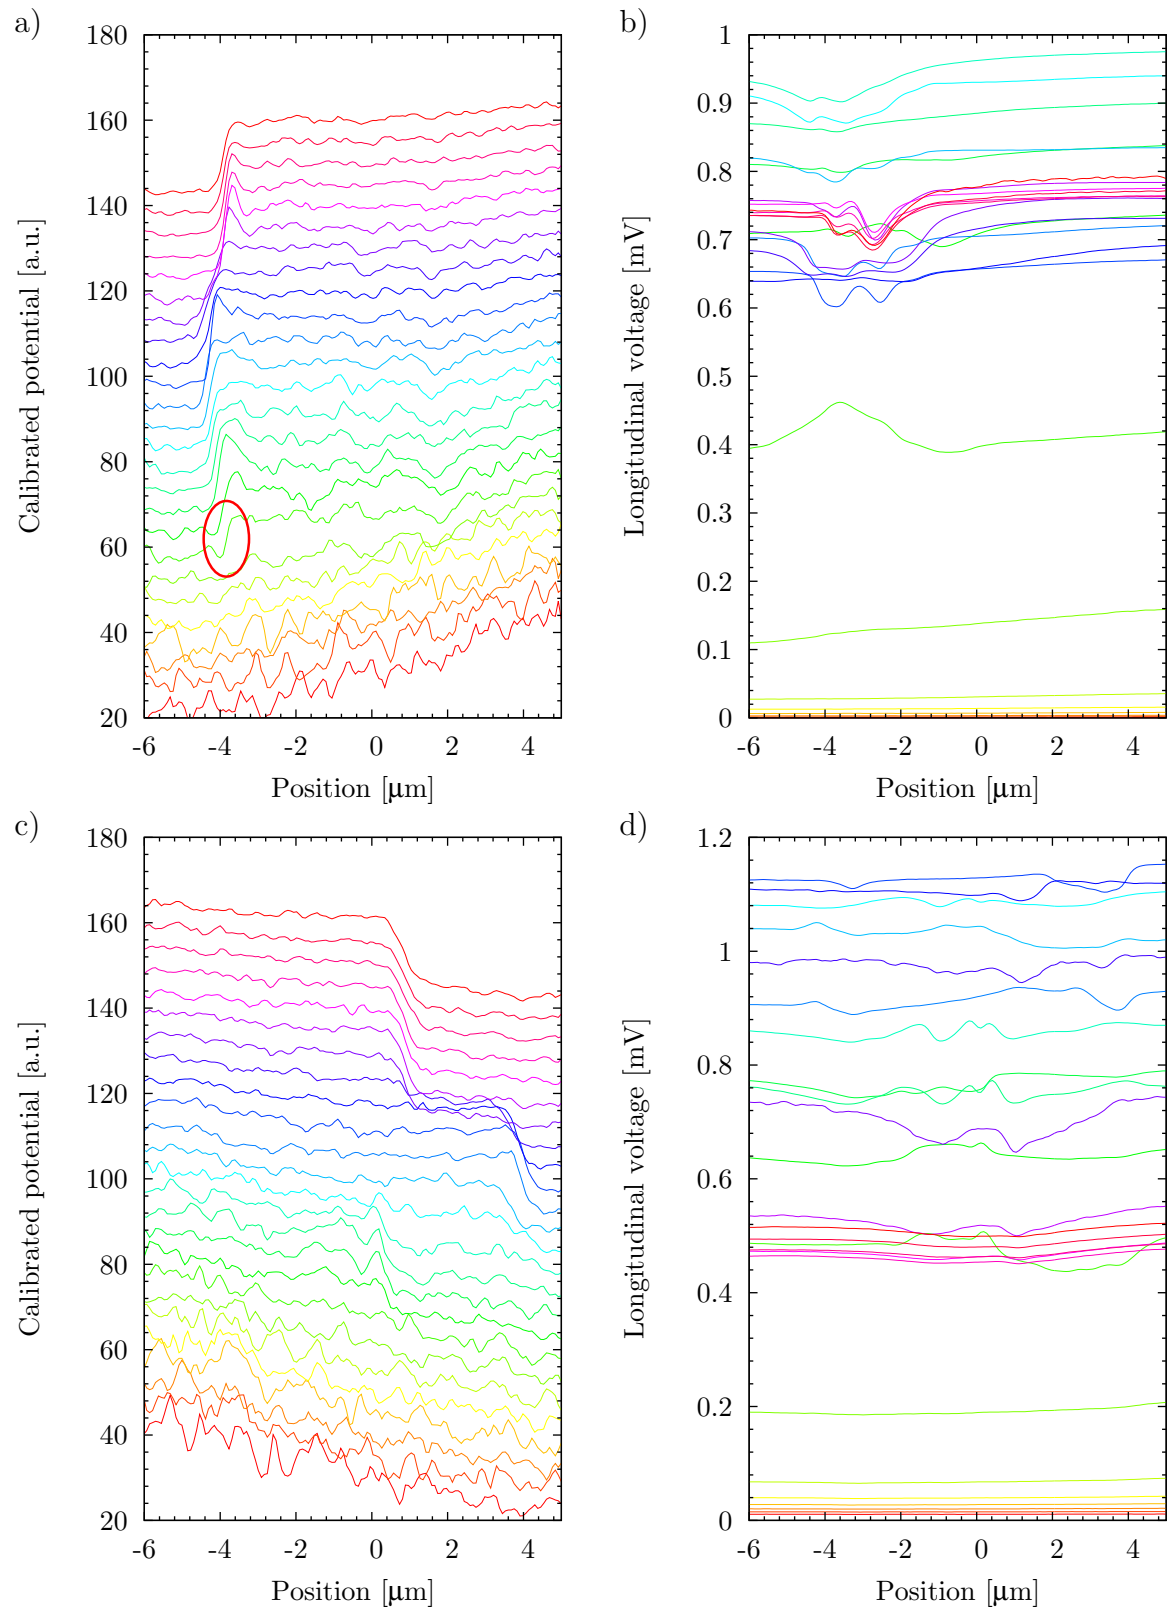 a)
180
160
140
120
100
80
60
40
20
-6 -4 -2 0 2 4
Calibrated potential [a.u.]
Position [μm]
b)
1
0.9
0.8
0.7
0.6
0.5
0.4
0.3
0.2
0.1
0
-6 -4 -2 0 2 4
Longitudinal voltage [mV]
Position [μm]
c)
180
160
140
120
100
80
60
40
20
-6 -4 -2 0 2 4
Calibrated potential [a.u.]
Position [μm]
d)
1.2
1
0.8
0.6
0.4
0.2
0
-6 -4 -2 0 2 4
Longitudinal voltage [mV]
Position [μm]